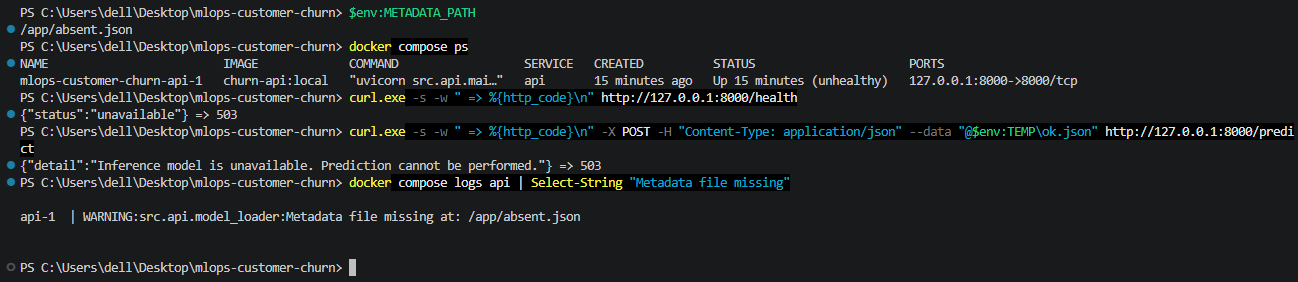 PS C:\Users\dell\Desktop\mlops-customer-churn> $env:METADATA_PATH
/app/absent.json
PS C:\Users\dell\Desktop\mlops-customer-churn> docker compose ps
NAME IMAGE COMMAND SERVICE CREATED STATUS PORTS
mlops-customer-churn-api-1 churn-api:local "uvicorn src.api.mai…" api 15 minutes ago Up 15 minutes (unhealthy) 127.0.0.1:8000->8000/tcp
PS C:\Users\dell\Desktop\mlops-customer-churn> curl.exe -s -w " => %{http_code}\n" http://127.0.0.1:8000/health
{"status":"unavailable"} => 503
PS C:\Users\dell\Desktop\mlops-customer-churn> curl.exe -s -w " => %{http_code}\n" -X POST -H "Content-Type: application/json" --data "@$env:TEMP\ok.json" http://127.0.0.1:8000/predi
ct
{"detail":"Inference model is unavailable. Prediction cannot be performed."} => 503
PS C:\Users\dell\Desktop\mlops-customer-churn> docker compose logs api | Select-String "Metadata file missing"
api-1 | WARNING:src.api.model_loader:Metadata file missing at: /app/absent.json
PS C:\Users\dell\Desktop\mlops-customer-churn>